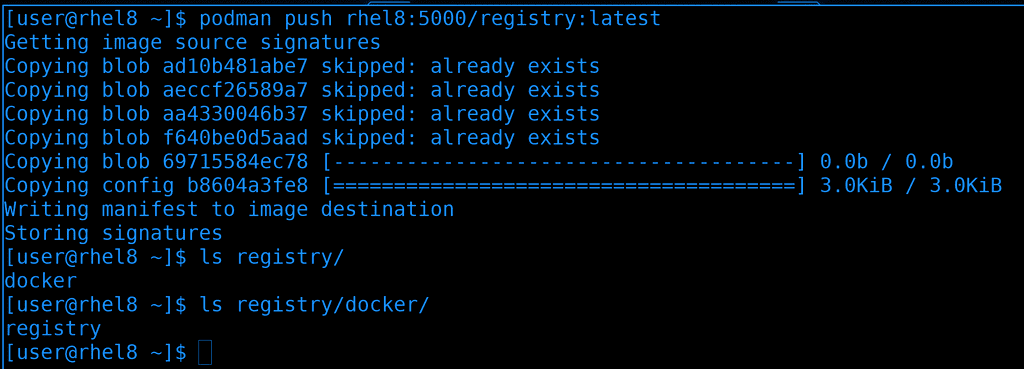 [user@rhel8 ~]$ podman push rhel8:5000/registry:latest
Getting image source signatures
Copying blob ad10b481abe7 skipped: already exists
Copying blob aeccf26589a7 skipped: already exists
Copying blob aa4330046b37 skipped: already exists
Copying blob f640be0d5aad skipped: already exists
Copying blob 69715584ec78 [--------------------------------------] 0.0b / 0.0b
Copying config b8604a3fe8 [======================================] 3.0KiB / 3.0KiB
Writing manifest to image destination
Storing signatures
[user@rhel8 ~]$ ls registry/
docker
[user@rhel8 ~]$ ls registry/docker/
registry
[user@rhel8 ~]$